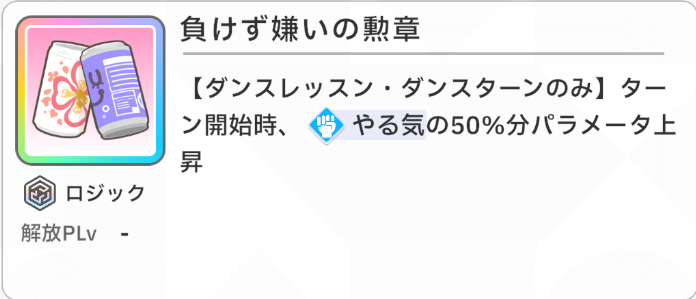 負けず嫌いの勲章
【ダンスレッスン・ダンスターンのみ】ター
ン開始時、やる気の50%分パラメータ上
昇
ロジック
解放PLv -